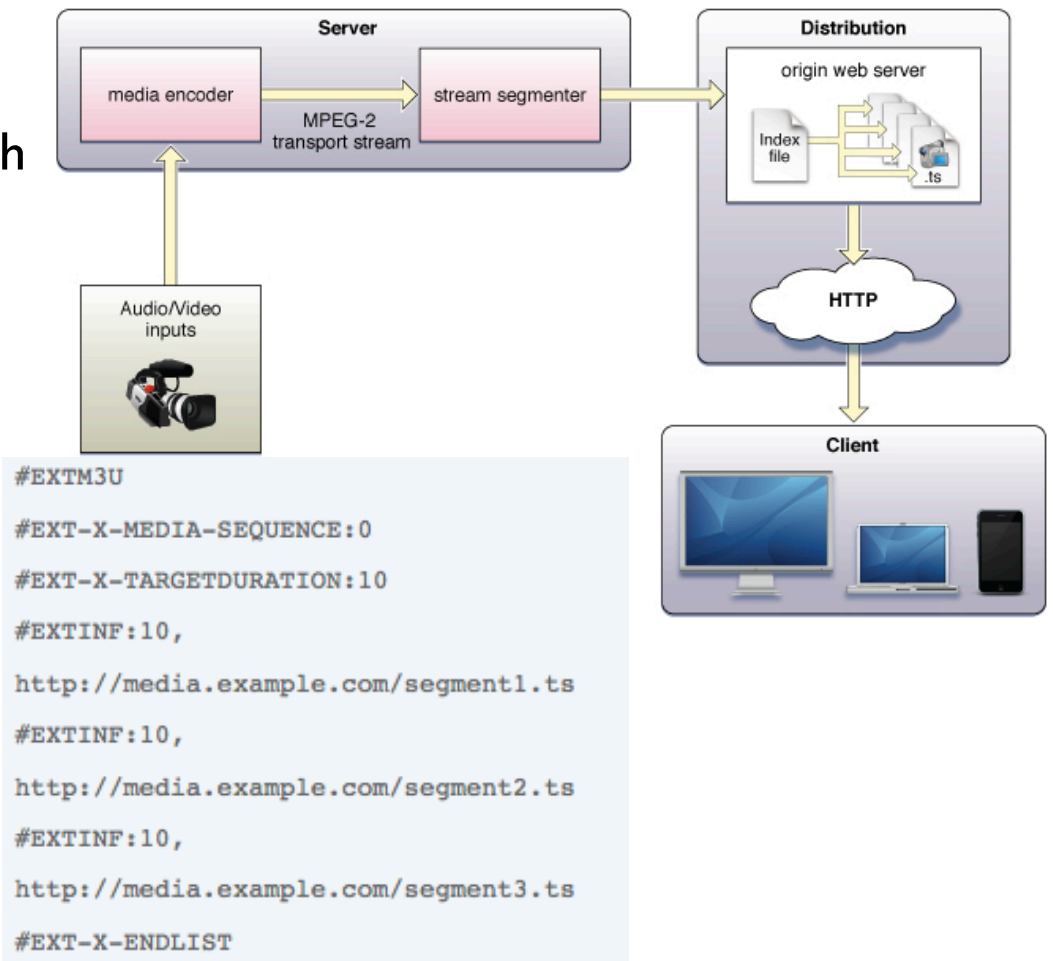 Server
media encoder
MPEG-2
transport stream
stream segmenter
Distribution
origin web server
Index
file
.ts
HTTP
h
Audio/Video
inputs
Client
#EXTM3U
#EXT-X-MEDIA-SEQUENCE:0
#EXT-X-TARGETDURATION:10
#EXTINF:10,
http://media.example.com/segment1.ts
#EXTINF:10,
http://media.example.com/segment2.ts
#EXTINF:10,
http://media.example.com/segment3.ts
#EXT-X-ENDLIST